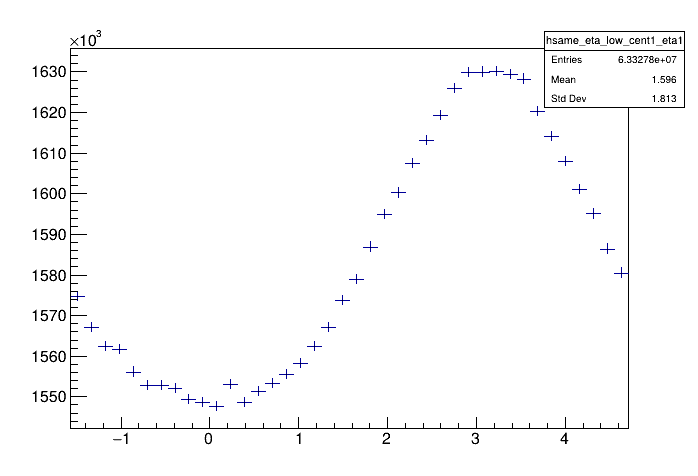 ×10³
hsame_eta_low_cent1_eta1
Entries 6.33278e+07
Mean 1.596
Std Dev 1.813
1630
1620
1610
1600
1590
1580
1570
1560
1550
−1 0 1 2 3 4